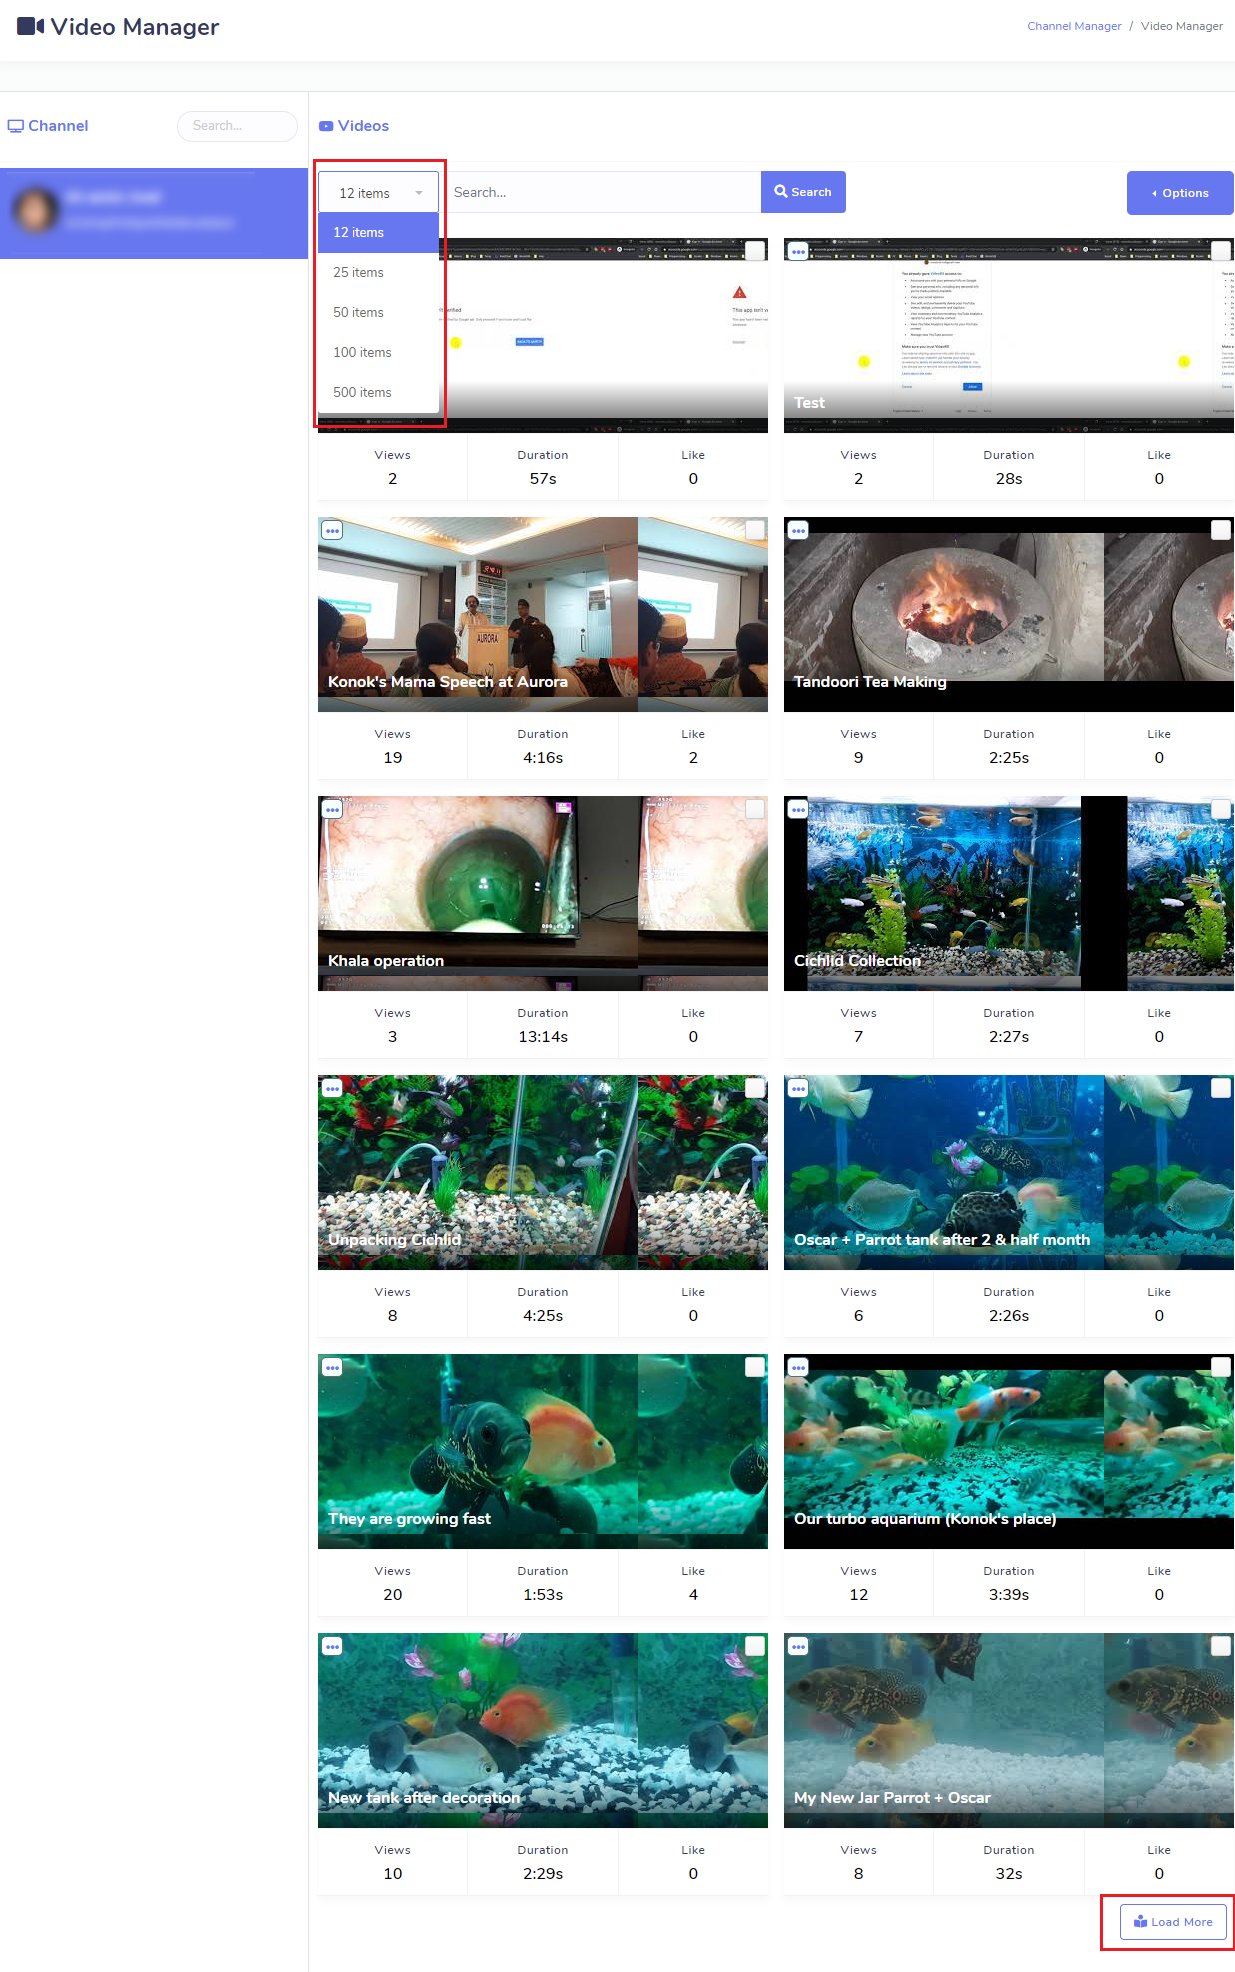 Video Manager
Channel Manager / Video Manager
Channel
Search...
Videos
12 items
Search...
Search
Options
12 items
25 items
50 items
100 items
500 items
This app isn't v
Test
Views
Duration
Like
2
57s
0
Views
Duration
Like
2
28s
0
AURORA
Konok's Mama Speech at Aurora
Tandoori Tea Making
Views
Duration
Like
19
4:16s
2
Views
Duration
Like
9
2:25s
0
Khala operation
Cichlid Collection
Views
Duration
Like
3
13:14s
0
Views
Duration
Like
7
2:27s
0
Unpacking Cichlid
Oscar + Parrot tank after 2 & half month
Views
Duration
Like
8
4:25s
0
Views
Duration
Like
6
2:26s
0
They are growing fast
Our turbo aquarium (Konok's place)
Views
Duration
Like
20
1:53s
4
Views
Duration
Like
12
3:39s
0
New tank after decoration
My New Jar Parrot + Oscar
Views
Duration
Like
10
2:29s
0
Views
Duration
Like
8
32s
0
Load More